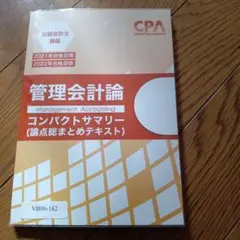 公認会計士
講座
CPA
2021年合格目標
2022年合格目標
管理会計論
Management Accounting
コンパクトサマリー
(論点総まとめテキスト)
VB06-162